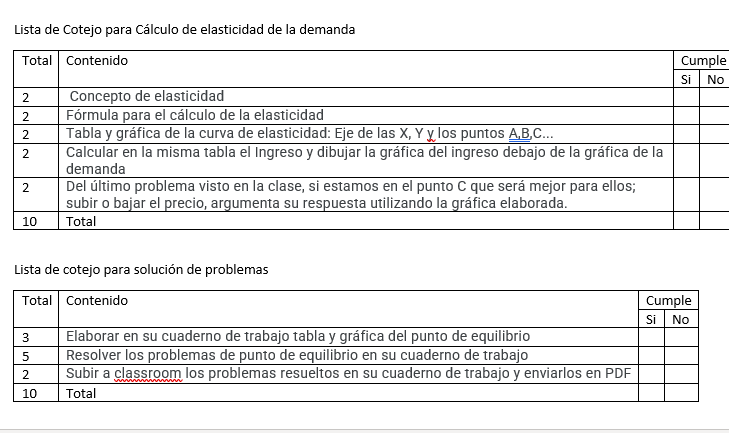 Lista de Cotejo para Cálculo de elasticidad de la demanda
Total Contenido Cumple
Si No
2 Concepto de elasticidad
2 Fórmula para el cálculo de la elasticidad
2 Tabla y gráfica de la curva de elasticidad: Eje de las X, Y y los puntos A,B,C...
2 Calcular en la misma tabla el Ingreso y dibujar la gráfica del ingreso debajo de la gráfica de la
demanda
2 Del último problema visto en la clase, si estamos en el punto C que será mejor para ellos;
subir o bajar el precio, argumenta su respuesta utilizando la gráfica elaborada.
10 Total
Lista de cotejo para solución de problemas
Total Contenido Cumple
Si No
3 Elaborar en su cuaderno de trabajo tabla y gráfica del punto de equilibrio
5 Resolver los problemas de punto de equilibrio en su cuaderno de trabajo
2 Subir a classroom los problemas resueltos en su cuaderno de trabajo y enviarlos en PDF
10 Total